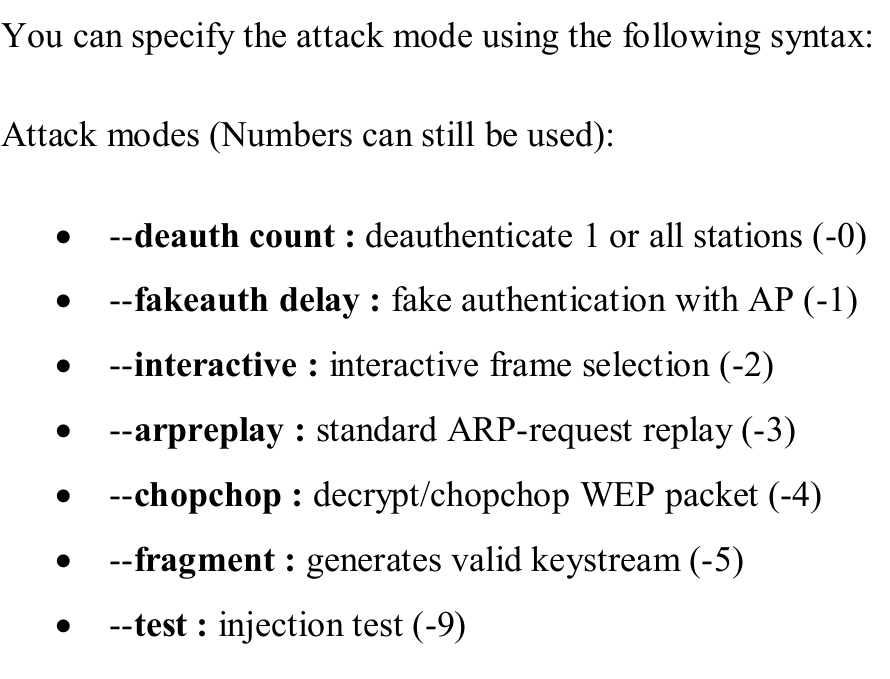 You can specify the attack mode using the following syntax:
Attack modes (Numbers can still be used):
• --deauth count : deauthenticate 1 or all stations (-0)
• --fakeauth delay : fake authentication with AP (-1)
• --interactive : interactive frame selection (-2)
• --arpreplay : standard ARP-request replay (-3)
• --chopchop : decrypt/chopchop WEP packet (-4)
• --fragment : generates valid keystream (-5)
• --test : injection test (-9)